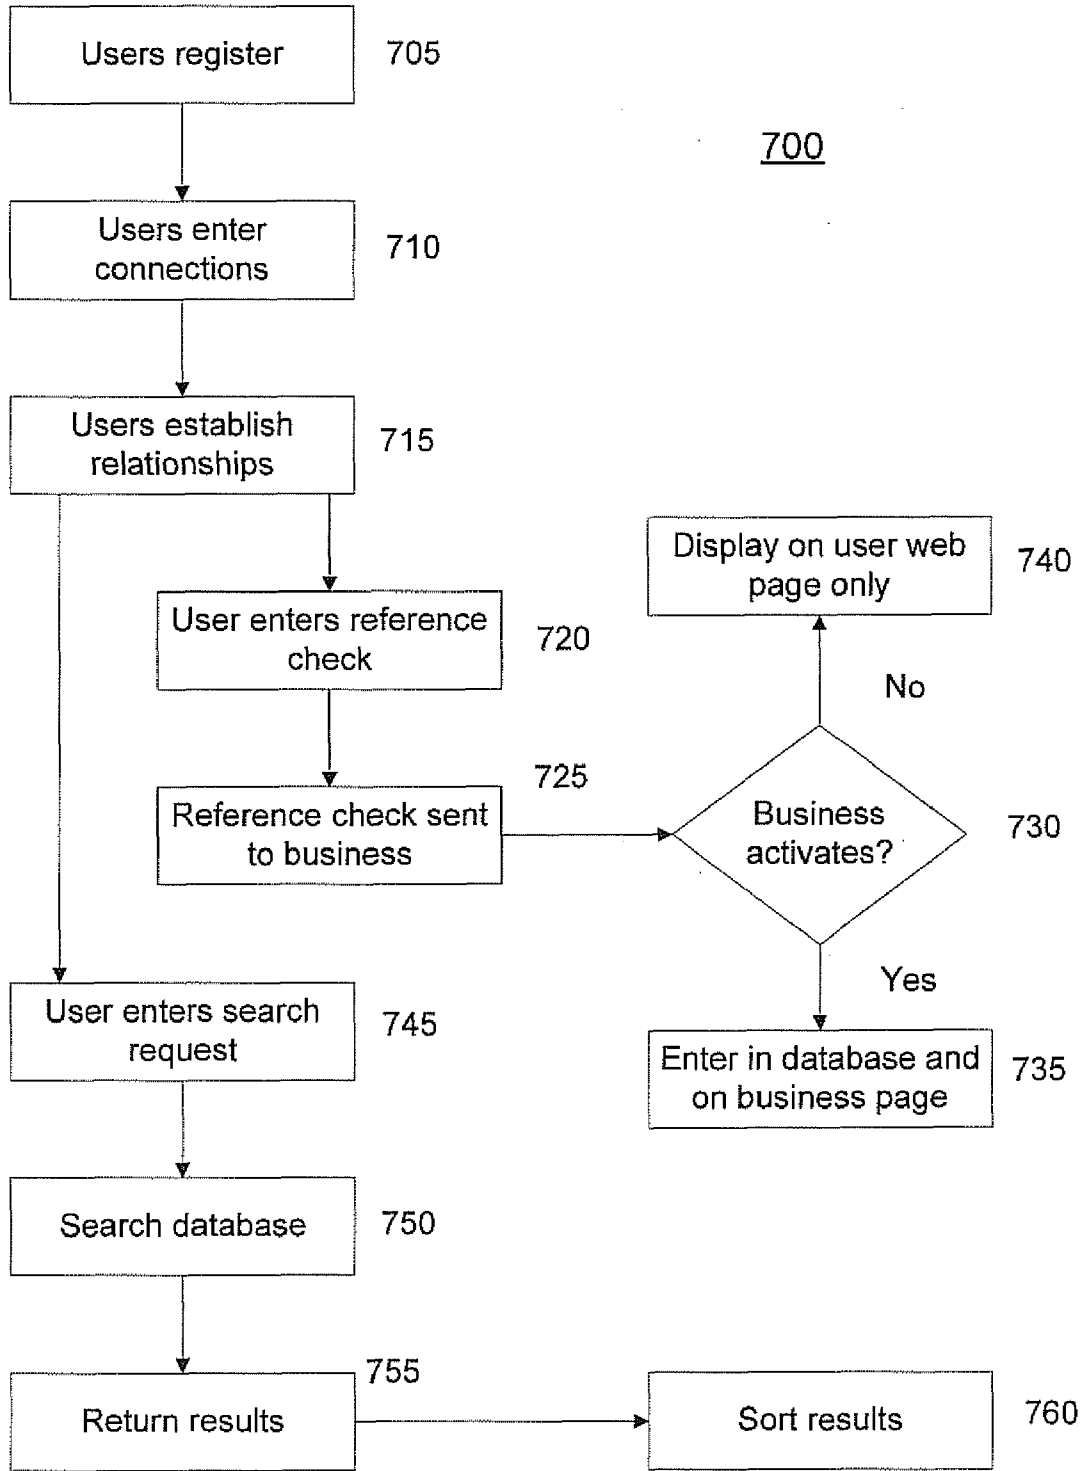 Users register
705
700
Users enter
connections
710
Users establish
relationships
715
Display on user web
page only
740
User enters reference
check
720
No
Reference check sent
to business
725
Business
activates?
730
Yes
User enters search
request
745
Enter in database and
on business page
735
Search database
750
Return results
755
Sort results
760